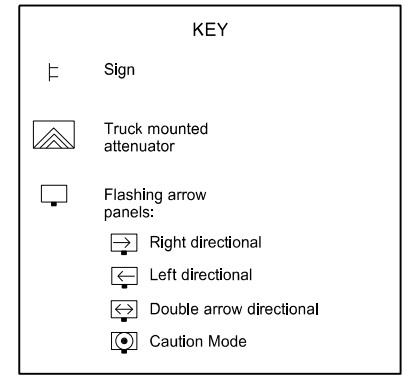 KEY
Sign
Truck mounted
attenuator
Flashing arrow
panels:
Right directional
Left directional
Double arrow directional
Caution Mode